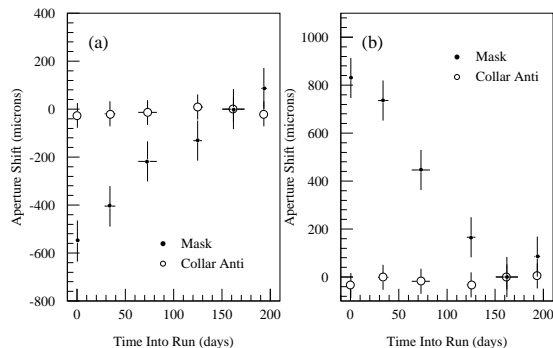 (a)
Aperture Shift (microns)
400
200
0
-200
-400
-600
-800
Mask
Collar Anti
0 50 100 150 200
Time Into Run (days)
(b)
Aperture Shift (microns)
1000
800
600
400
200
0
Mask
Collar Anti
0 50 100 150 200
Time Into Run (days)